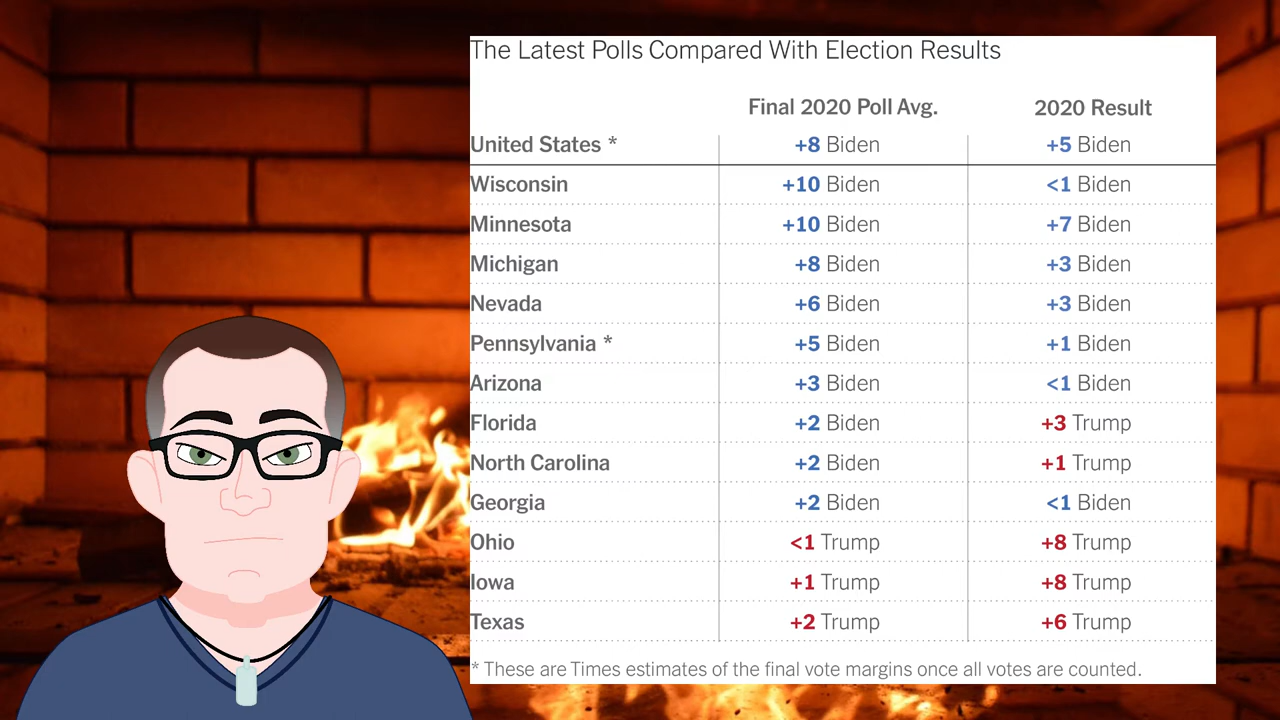 The Latest Polls Compared With Election Results
Final 2020 Poll Avg. 2020 Result
United States * +8 Biden +5 Biden
Wisconsin +10 Biden <1 Biden
Minnesota +10 Biden +7 Biden
Michigan +8 Biden +3 Biden
Nevada +6 Biden +3 Biden
Pennsylvania * +5 Biden +1 Biden
Arizona +3 Biden <1 Biden
Florida +2 Biden +3 Trump
North Carolina +2 Biden +1 Trump
Georgia +2 Biden <1 Biden
Ohio <1 Trump +8 Trump
Iowa +1 Trump +8 Trump
Texas +2 Trump +6 Trump
* These are Times estimates of the final vote margins once all votes are counted.